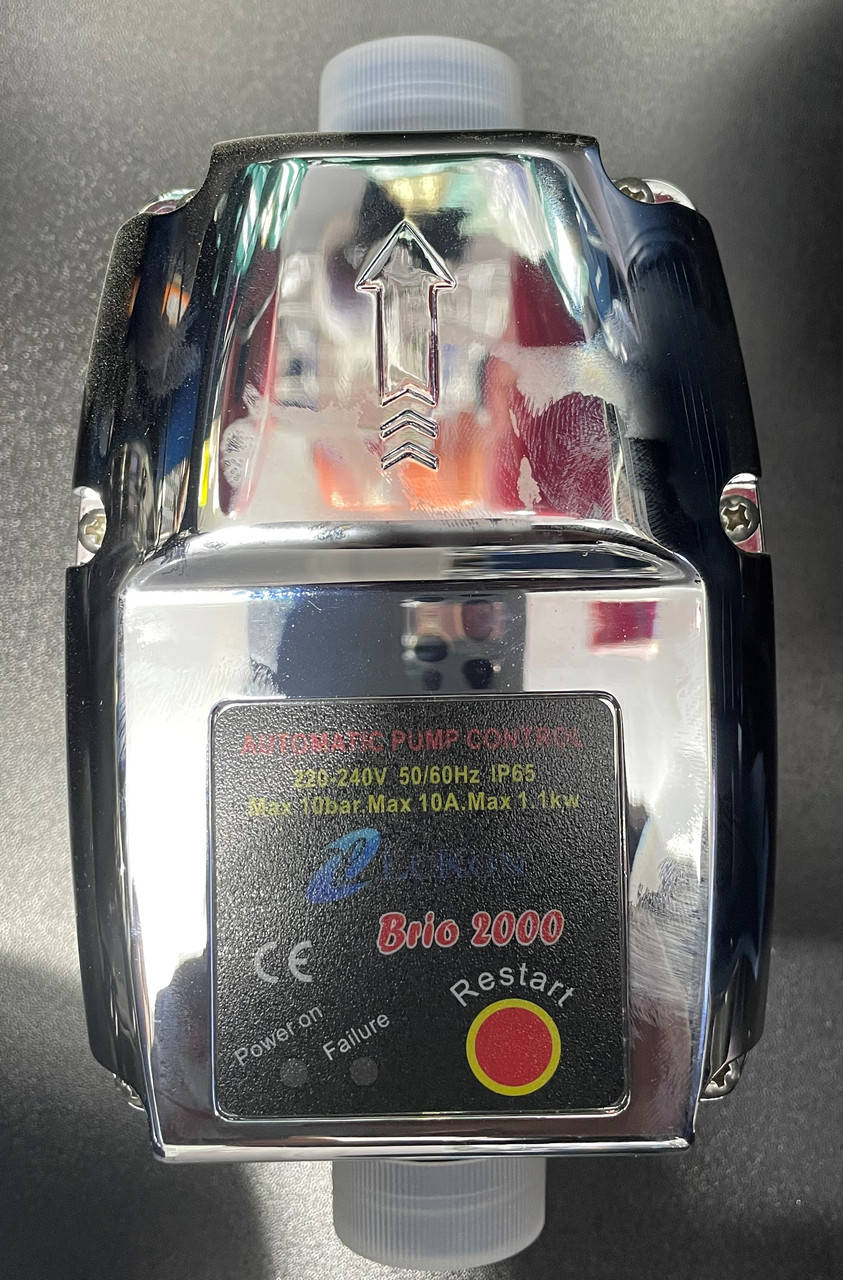 AUTOMATIC PUMP CONTROL
220-240V 50/60Hz IP65
Max 10bar.Max 10A.Max 1.1kw
LUKON
Brio 2000
CE
Restart
Power on
Failure